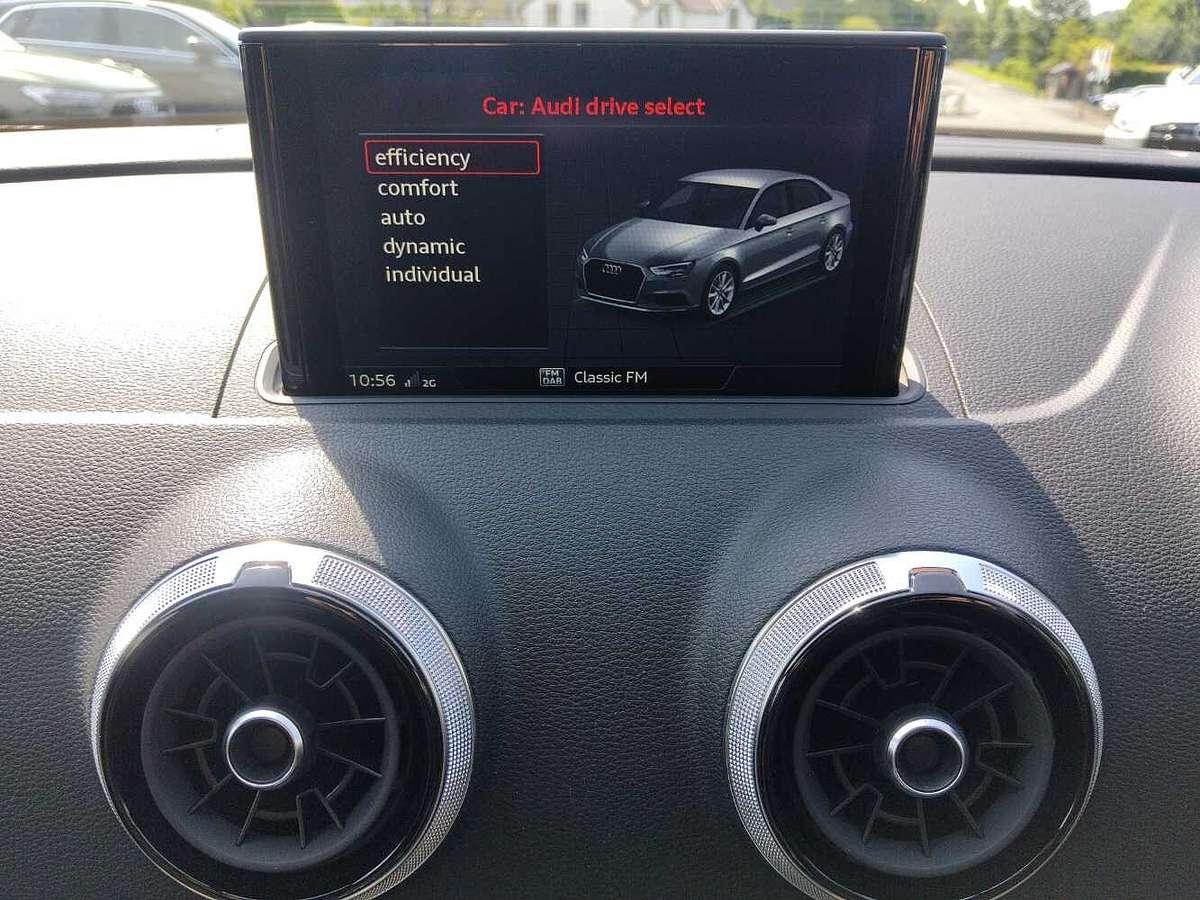 Car: Audi drive select
efficiency
comfort
auto
dynamic
individual
10:56 2G
FM
DAB
Classic FM